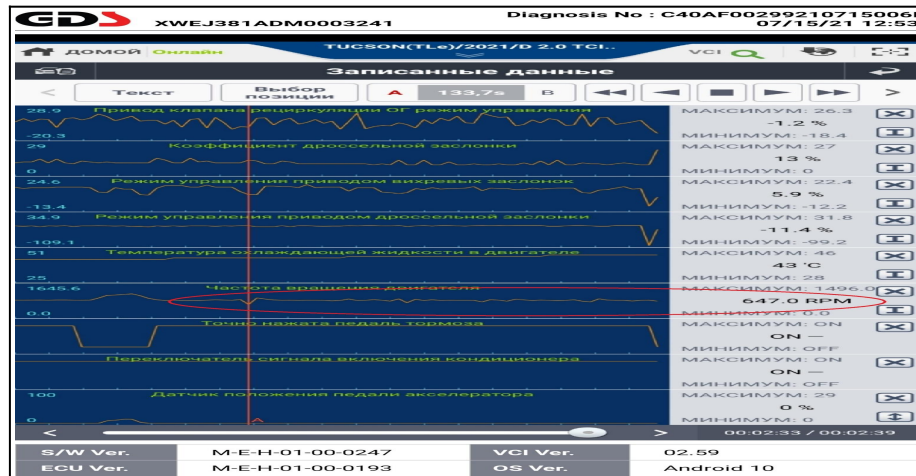 GDS XWEJ381ADM0003241 Diagnosis No : C40AF002992107150065
07/15/21 12:53
домой Онлайн TUCSON(TLe)/2021/D 2.0 TCI.. VCI
Записанные данные
< Текст Выбор позиции A 133,7s B >
28.9 Привод клапана рециркуляции ОГ режим управления МАКСИМУМ: 26.3
-1.2 %
-20.3 МИНИМУМ: -18.4
29 Коэффициент дроссельной заслонки МАКСИМУМ: 27
13 %
0 МИНИМУМ: 0
24.6 Режим управления приводом вихревых заслонок МАКСИМУМ: 22.4
5.9 %
-13.4 МИНИМУМ: -12.2
34.9 Режим управления приводом дроссельной заслонки МАКСИМУМ: 31.8
-11.4 %
-109.1 МИНИМУМ: -99.2
51 Температура охлаждающей жидкости в двигателе МАКСИМУМ: 46
43 'C
25 МИНИМУМ: 28
1645.6 Частота вращения двигателя МАКСИМУМ: 1496.0
647.0 RPM
0.0 МИНИМУМ: 0.0
Точно нажата педаль тормоза МАКСИМУМ: ON
ON —
МИНИМУМ: OFF
Переключатель сигнала включения кондиционера МАКСИМУМ: ON
ON —
МИНИМУМ: OFF
100 Датчик положения педали акселератора МАКСИМУМ: 29
0 %
0 A МИНИМУМ: 0
< > 00:02:33 / 00:02:39
S/W Ver. M-E-H-01-00-0247 VCI Ver. 02.59
ECU Ver. M-E-H-01-00-0193 OS Ver. Android 10